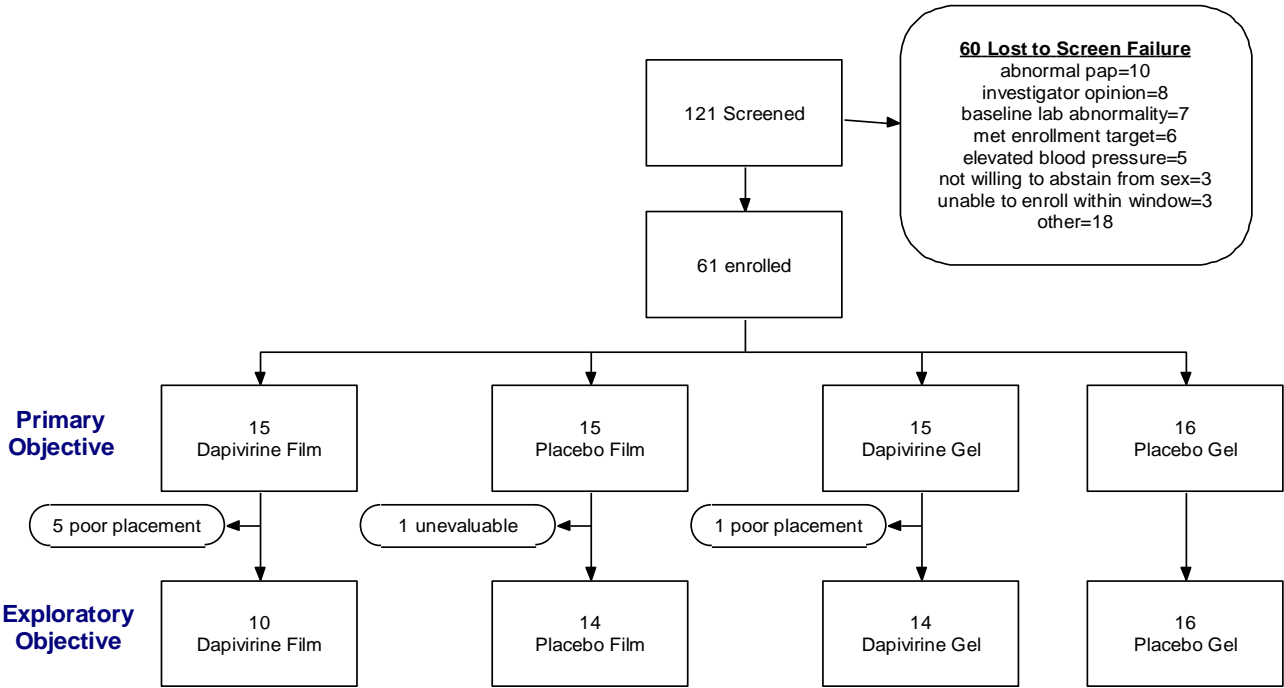 60 Lost to Screen Failure
abnormal pap=10
investigator opinion=8
baseline lab abnormality=7
met enrollment target=6
elevated blood pressure=5
not willing to abstain from sex=3
unable to enroll within window=3
other=18
121 Screened
61 enrolled
Primary
Objective
15
Dapivirine Film
15
Placebo Film
15
Dapivirine Gel
16
Placebo Gel
5 poor placement
1 unevaluable
1 poor placement
Exploratory
Objective
10
Dapivirine Film
14
Placebo Film
14
Dapivirine Gel
16
Placebo Gel